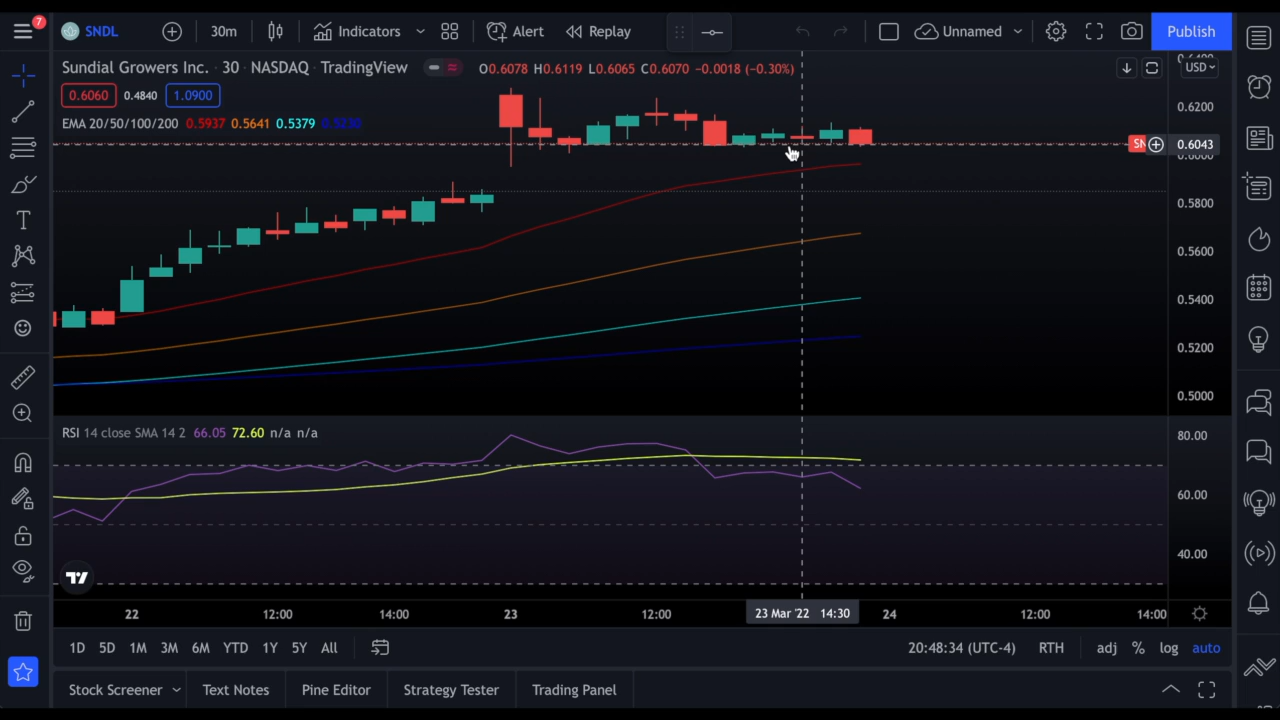 7
SNDL
30m
Indicators
Alert
Replay
Unnamed
Publish
Sundial Growers Inc. · 30 · NASDAQ · TradingView
O0.6078 H0.6119 L0.6065 C0.6070 −0.0018 (−0.30%)
USD
0.6060 0.4840 1.0900
EMA 20/50/100/200 0.5937 0.5641 0.5379 0.5230
0.6200
SN
0.6043
0.6000
0.5800
0.5600
0.5400
0.5200
0.5000
RSI 14 close SMA 14 2 66.05 72.60 n/a n/a
80.00
60.00
40.00
22 12:00 14:00 23 12:00 23 Mar '22 14:30 24 12:00 14:00
1D 5D 1M 3M 6M YTD 1Y 5Y All
20:48:34 (UTC-4) RTH adj % log auto
Stock Screener Text Notes Pine Editor Strategy Tester Trading Panel